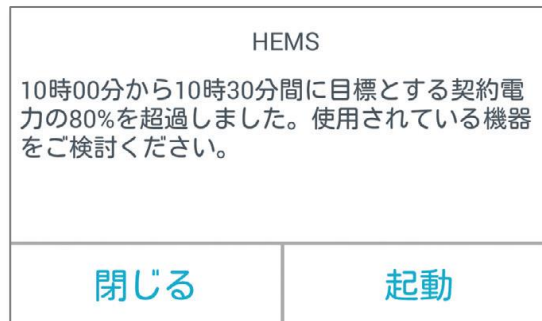 HEMS
10時00分から10時30分間に目標とする契約電
力の80%を超過しました。使用されている機器
をご検討ください。
閉じる
起動